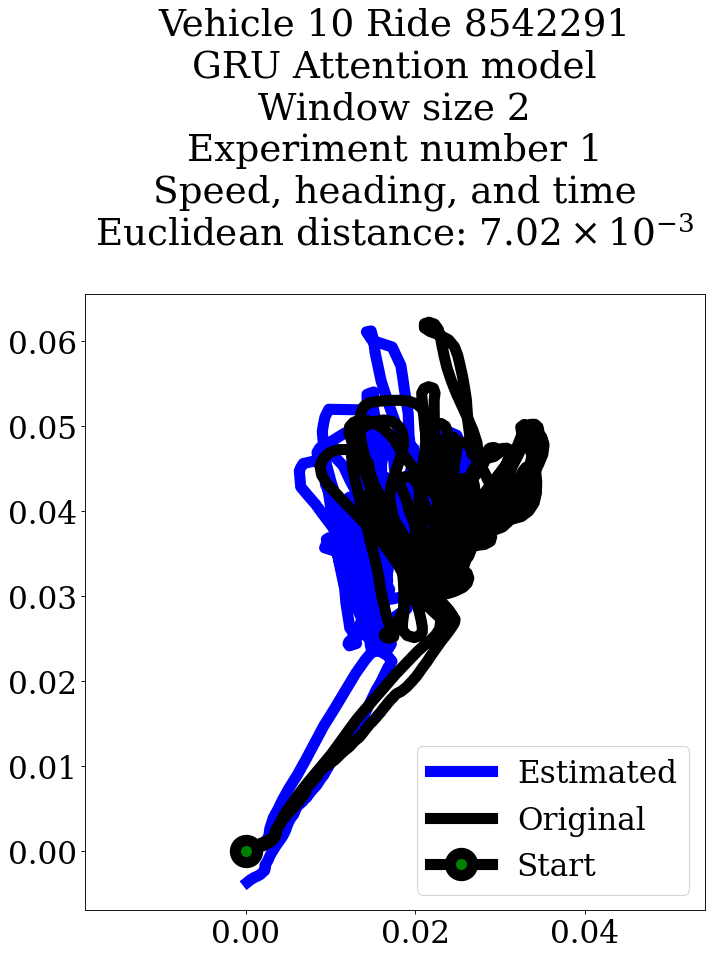 Vehicle 10 Ride 8542291
GRU Attention model
Window size 2
Experiment number 1
Speed, heading, and time
Euclidean distance: 7.02 × 10⁻³
0.06
0.05
0.04
0.03
0.02
0.01
0.00
Estimated
Original
Start
0.00 0.02 0.04